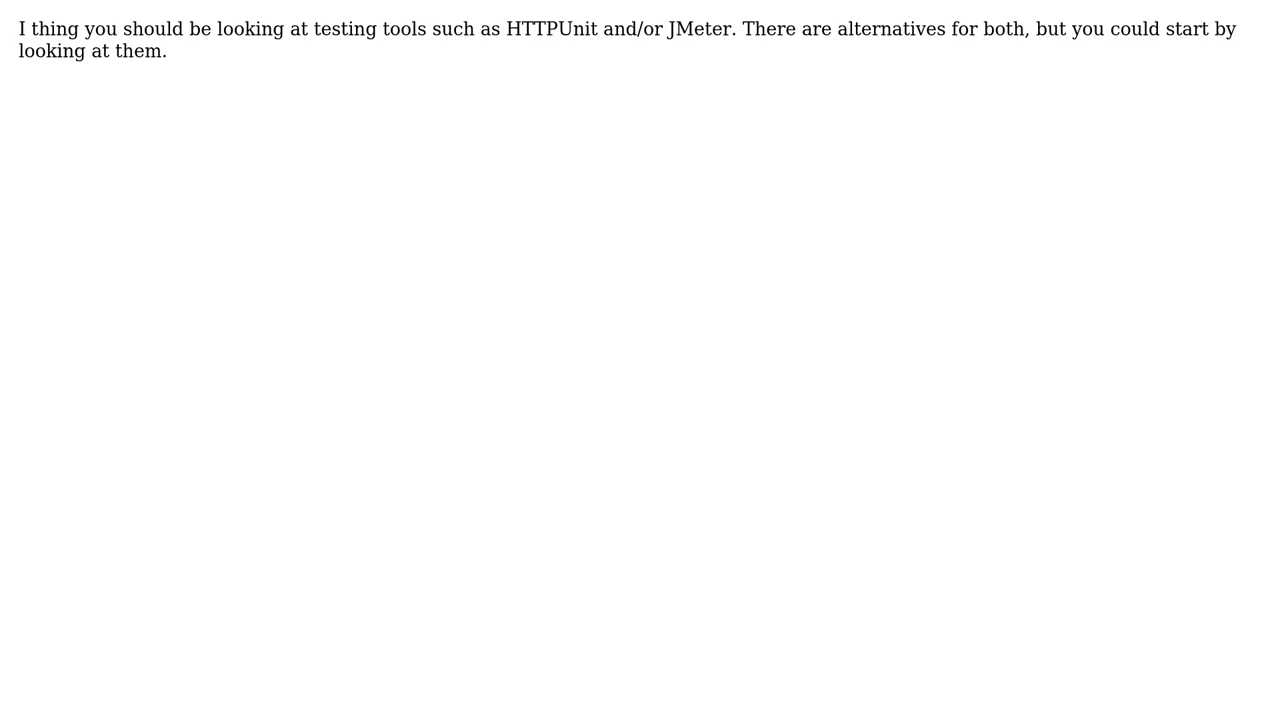 I thing you should be looking at testing tools such as HTTPUnit and/or JMeter. There are alternatives for both, but you could start by
looking at them.